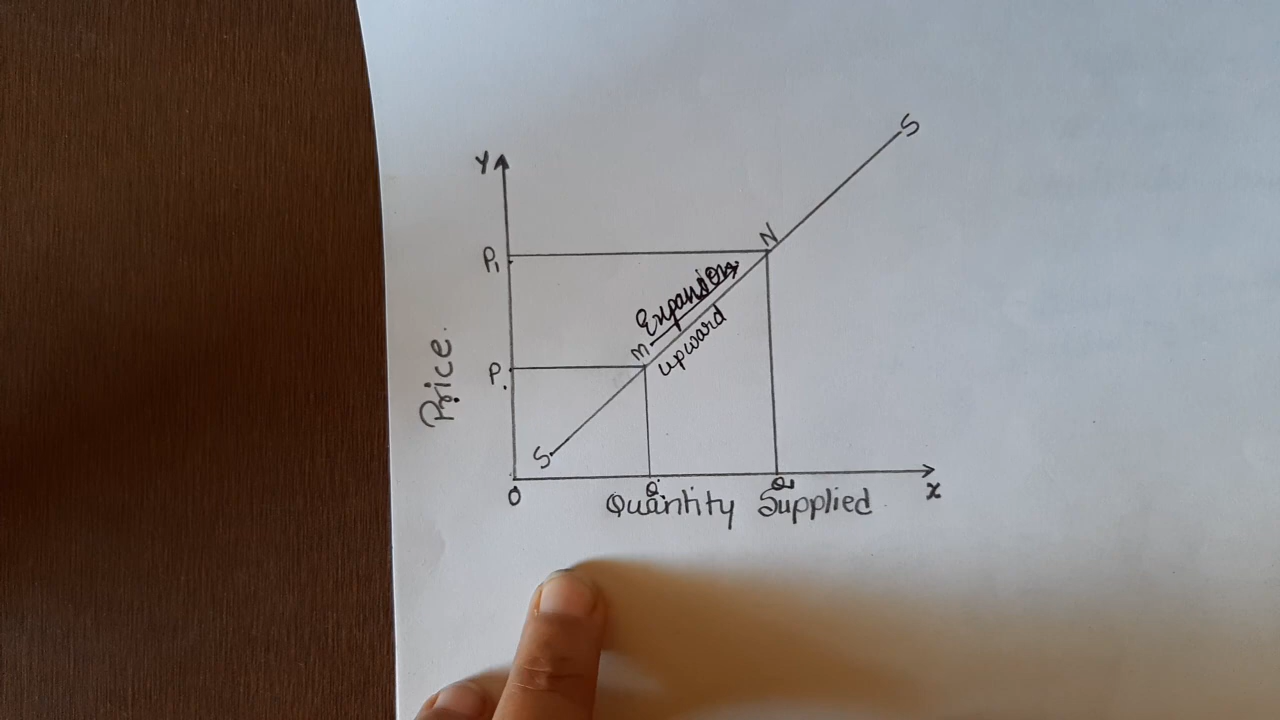 S
Y
N
P₁
Expansion
M
upward
P
Price
S
O
Q
Q₁
X
Quantity Supplied